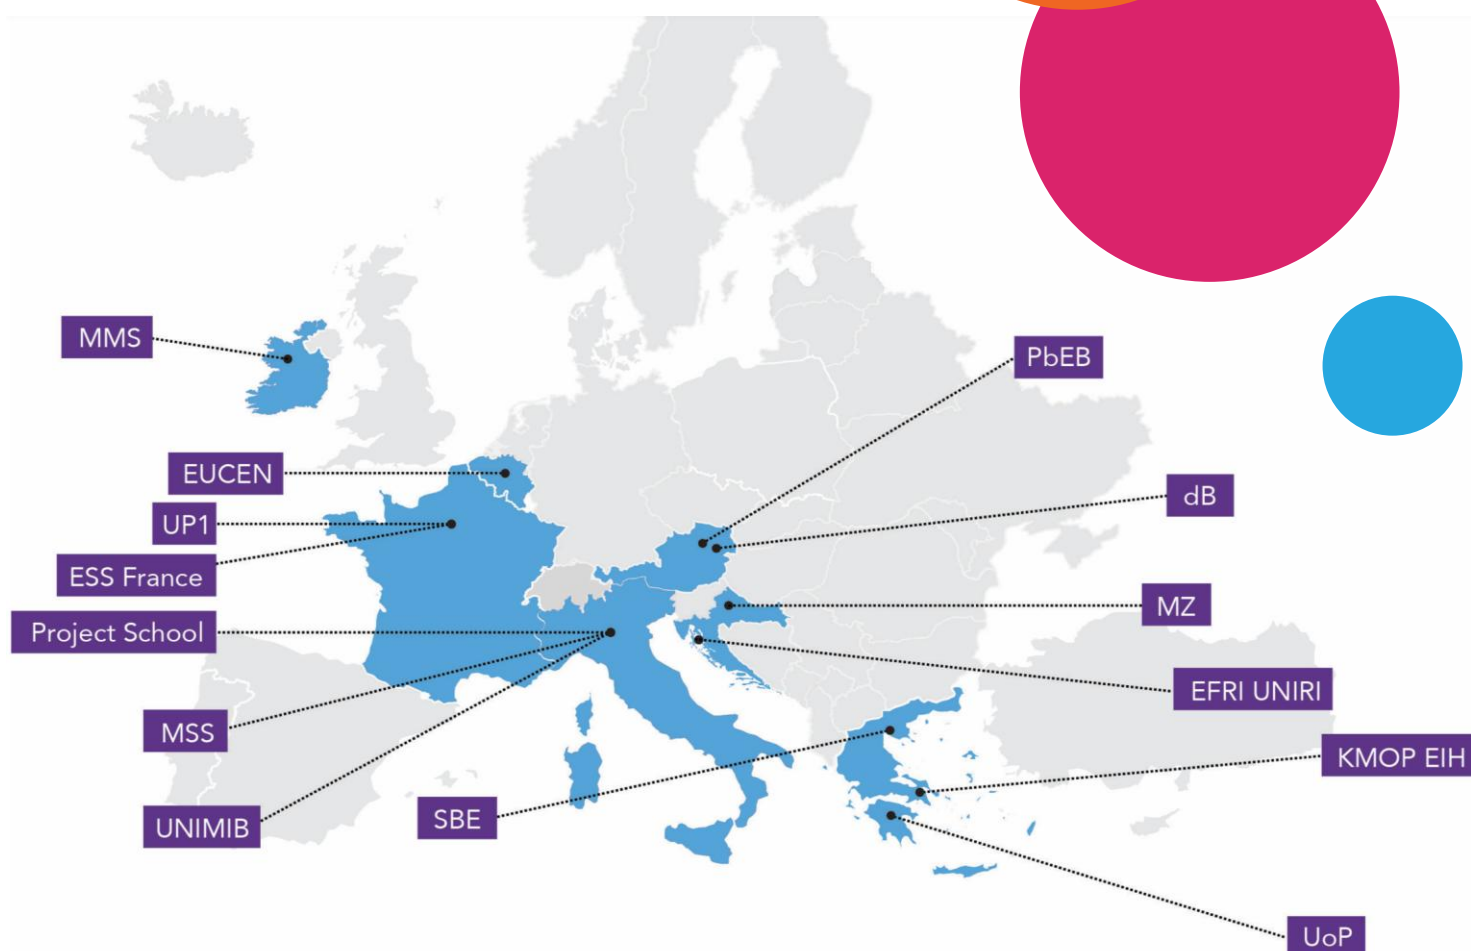 MMS
PbEB
EUCEN
dB
UP1
ESS France
MZ
Project School
EFRI UNIRI
MSS
KMOP EIH
SBE
UNIMIB
UoP